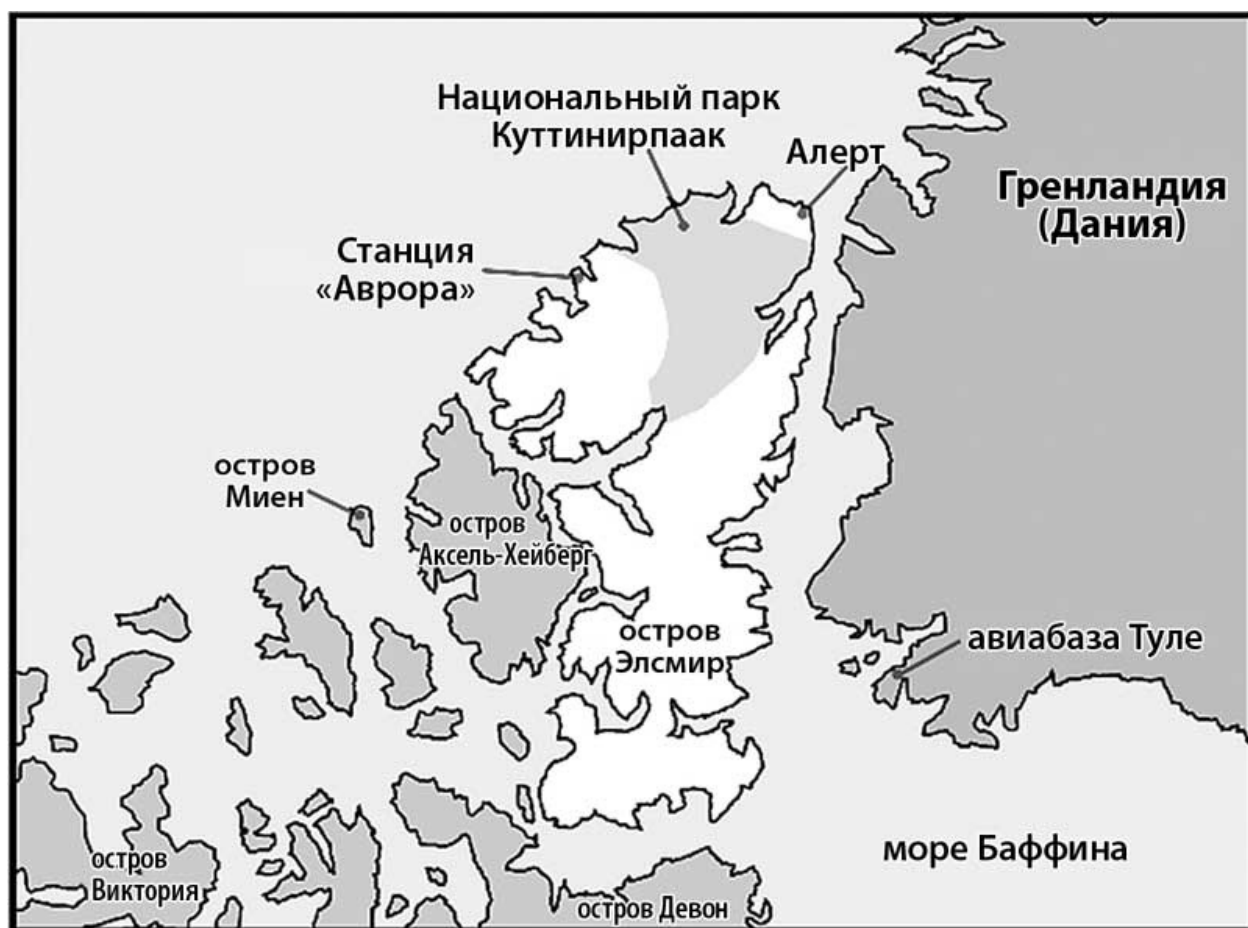 Национальный парк
Куттинирпаак
Алерт
Гренландия
(Дания)
Станция
«Аврора»
остров
Миен
остров
Аксель-Хейберг
остров
Элсмир
авиабаза Туле
море Баффина
остров
Виктория
остров Девон